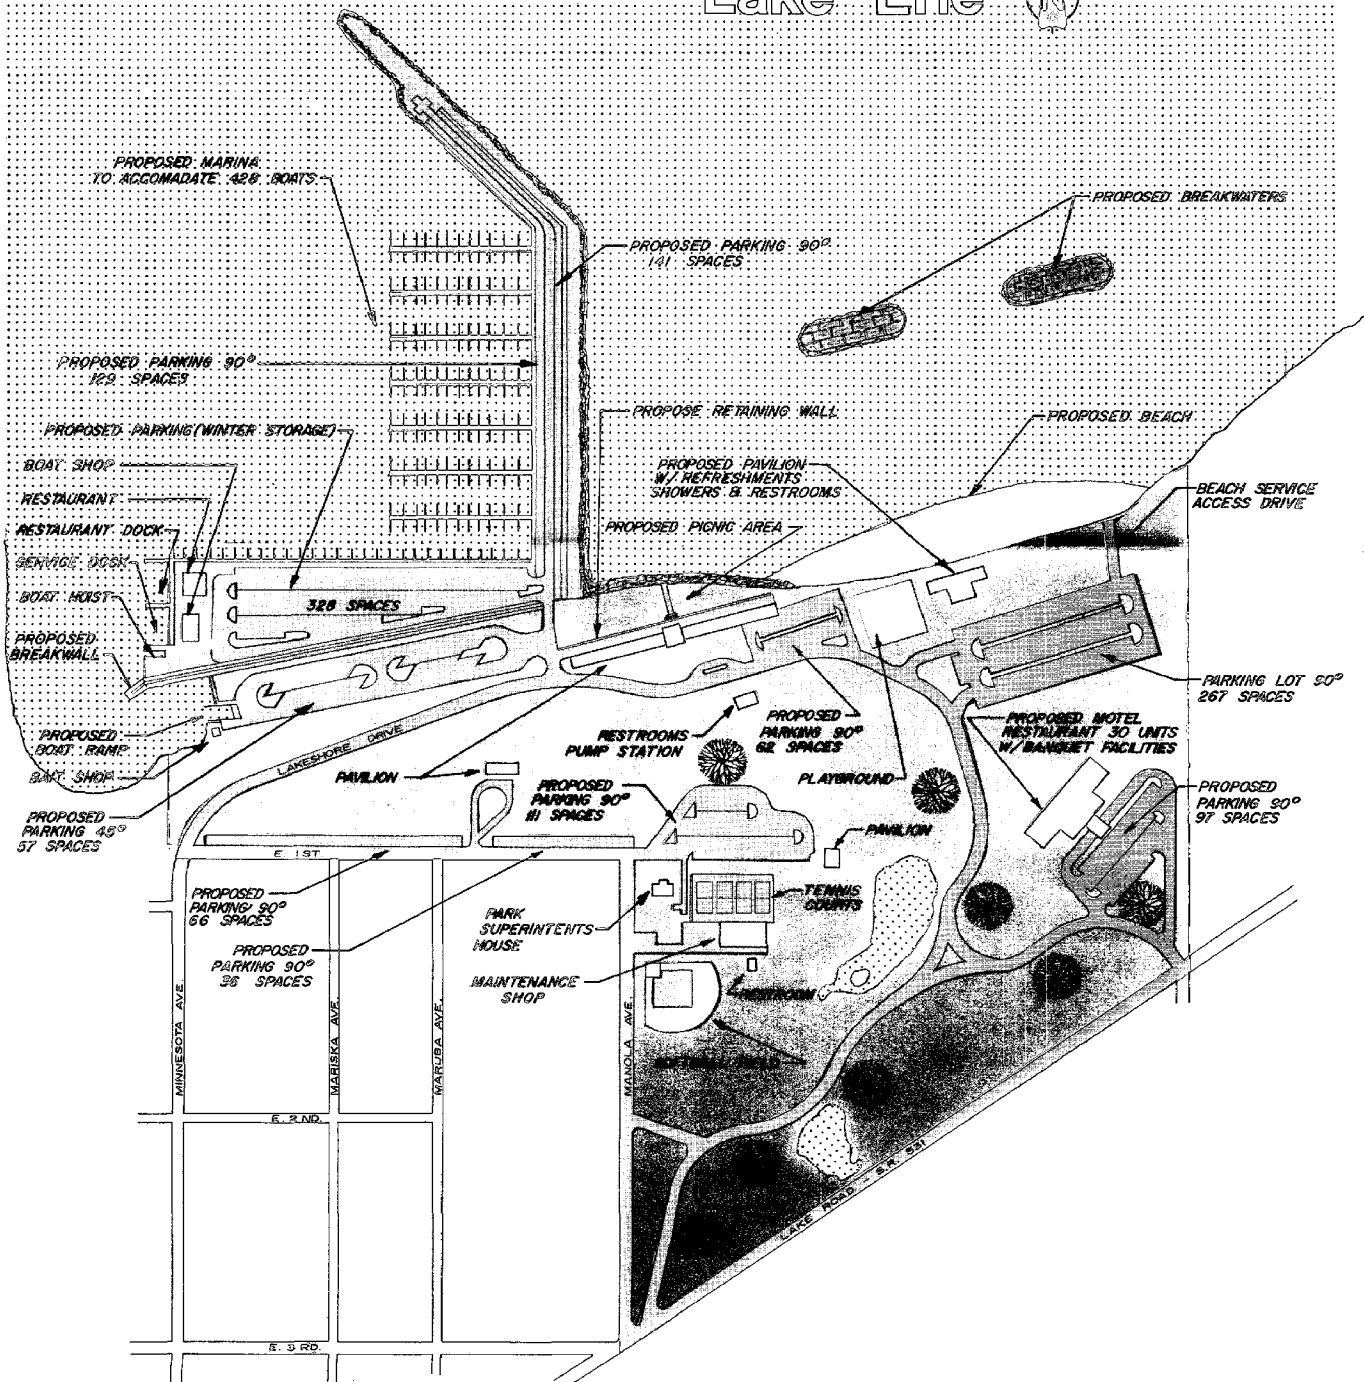 Lake Erie
N
PROPOSED MARINA
TO ACCOMADATE 428 BOATS
PROPOSED BREAKWATERS
PROPOSED PARKING 90°
141 SPACES
PROPOSED PARKING 90°
129 SPACES
PROPOSE RETAINING WALL
PROPOSED BEACH
PROPOSED PARKING (WINTER STORAGE)
BOAT SHOP
PROPOSED PAVILION
W/ REFRESHMENTS
SHOWERS & RESTROOMS
BEACH SERVICE
ACCESS DRIVE
RESTAURANT
RESTAURANT DOCK
PROPOSED PICNIC AREA
SERVICE DOCK
BOAT HOIST
328 SPACES
PROPOSED
BREAKWALL
PARKING LOT 90°
267 SPACES
PROPOSED
BOAT RAMP
LAKESHORE DRIVE
RESTROOMS
PUMP STATION
PROPOSED
PARKING 90°
62 SPACES
PROPOSED MOTEL
RESTAURANT 30 UNITS
W/ BANQUET FACILITIES
BAIT SHOP
PAVILION
PLAYGROUND
PROPOSED
PARKING 90°
111 SPACES
PROPOSED
PARKING 90°
97 SPACES
PROPOSED
PARKING 45°
57 SPACES
PAVILION
E. 1ST
PROPOSED
PARKING 90°
66 SPACES
PARK
SUPERINTENTS
HOUSE
TENNIS
COURTS
PROPOSED
PARKING 90°
36 SPACES
MAINTENANCE
SHOP
RESTROOM
SOFTBALL FIELD
MINNESOTA AVE.
MARISKA AVE.
MARUBA AVE.
MANOLA AVE.
E. 2 ND.
LAKE ROAD S.R. 531
E. 3 RD.